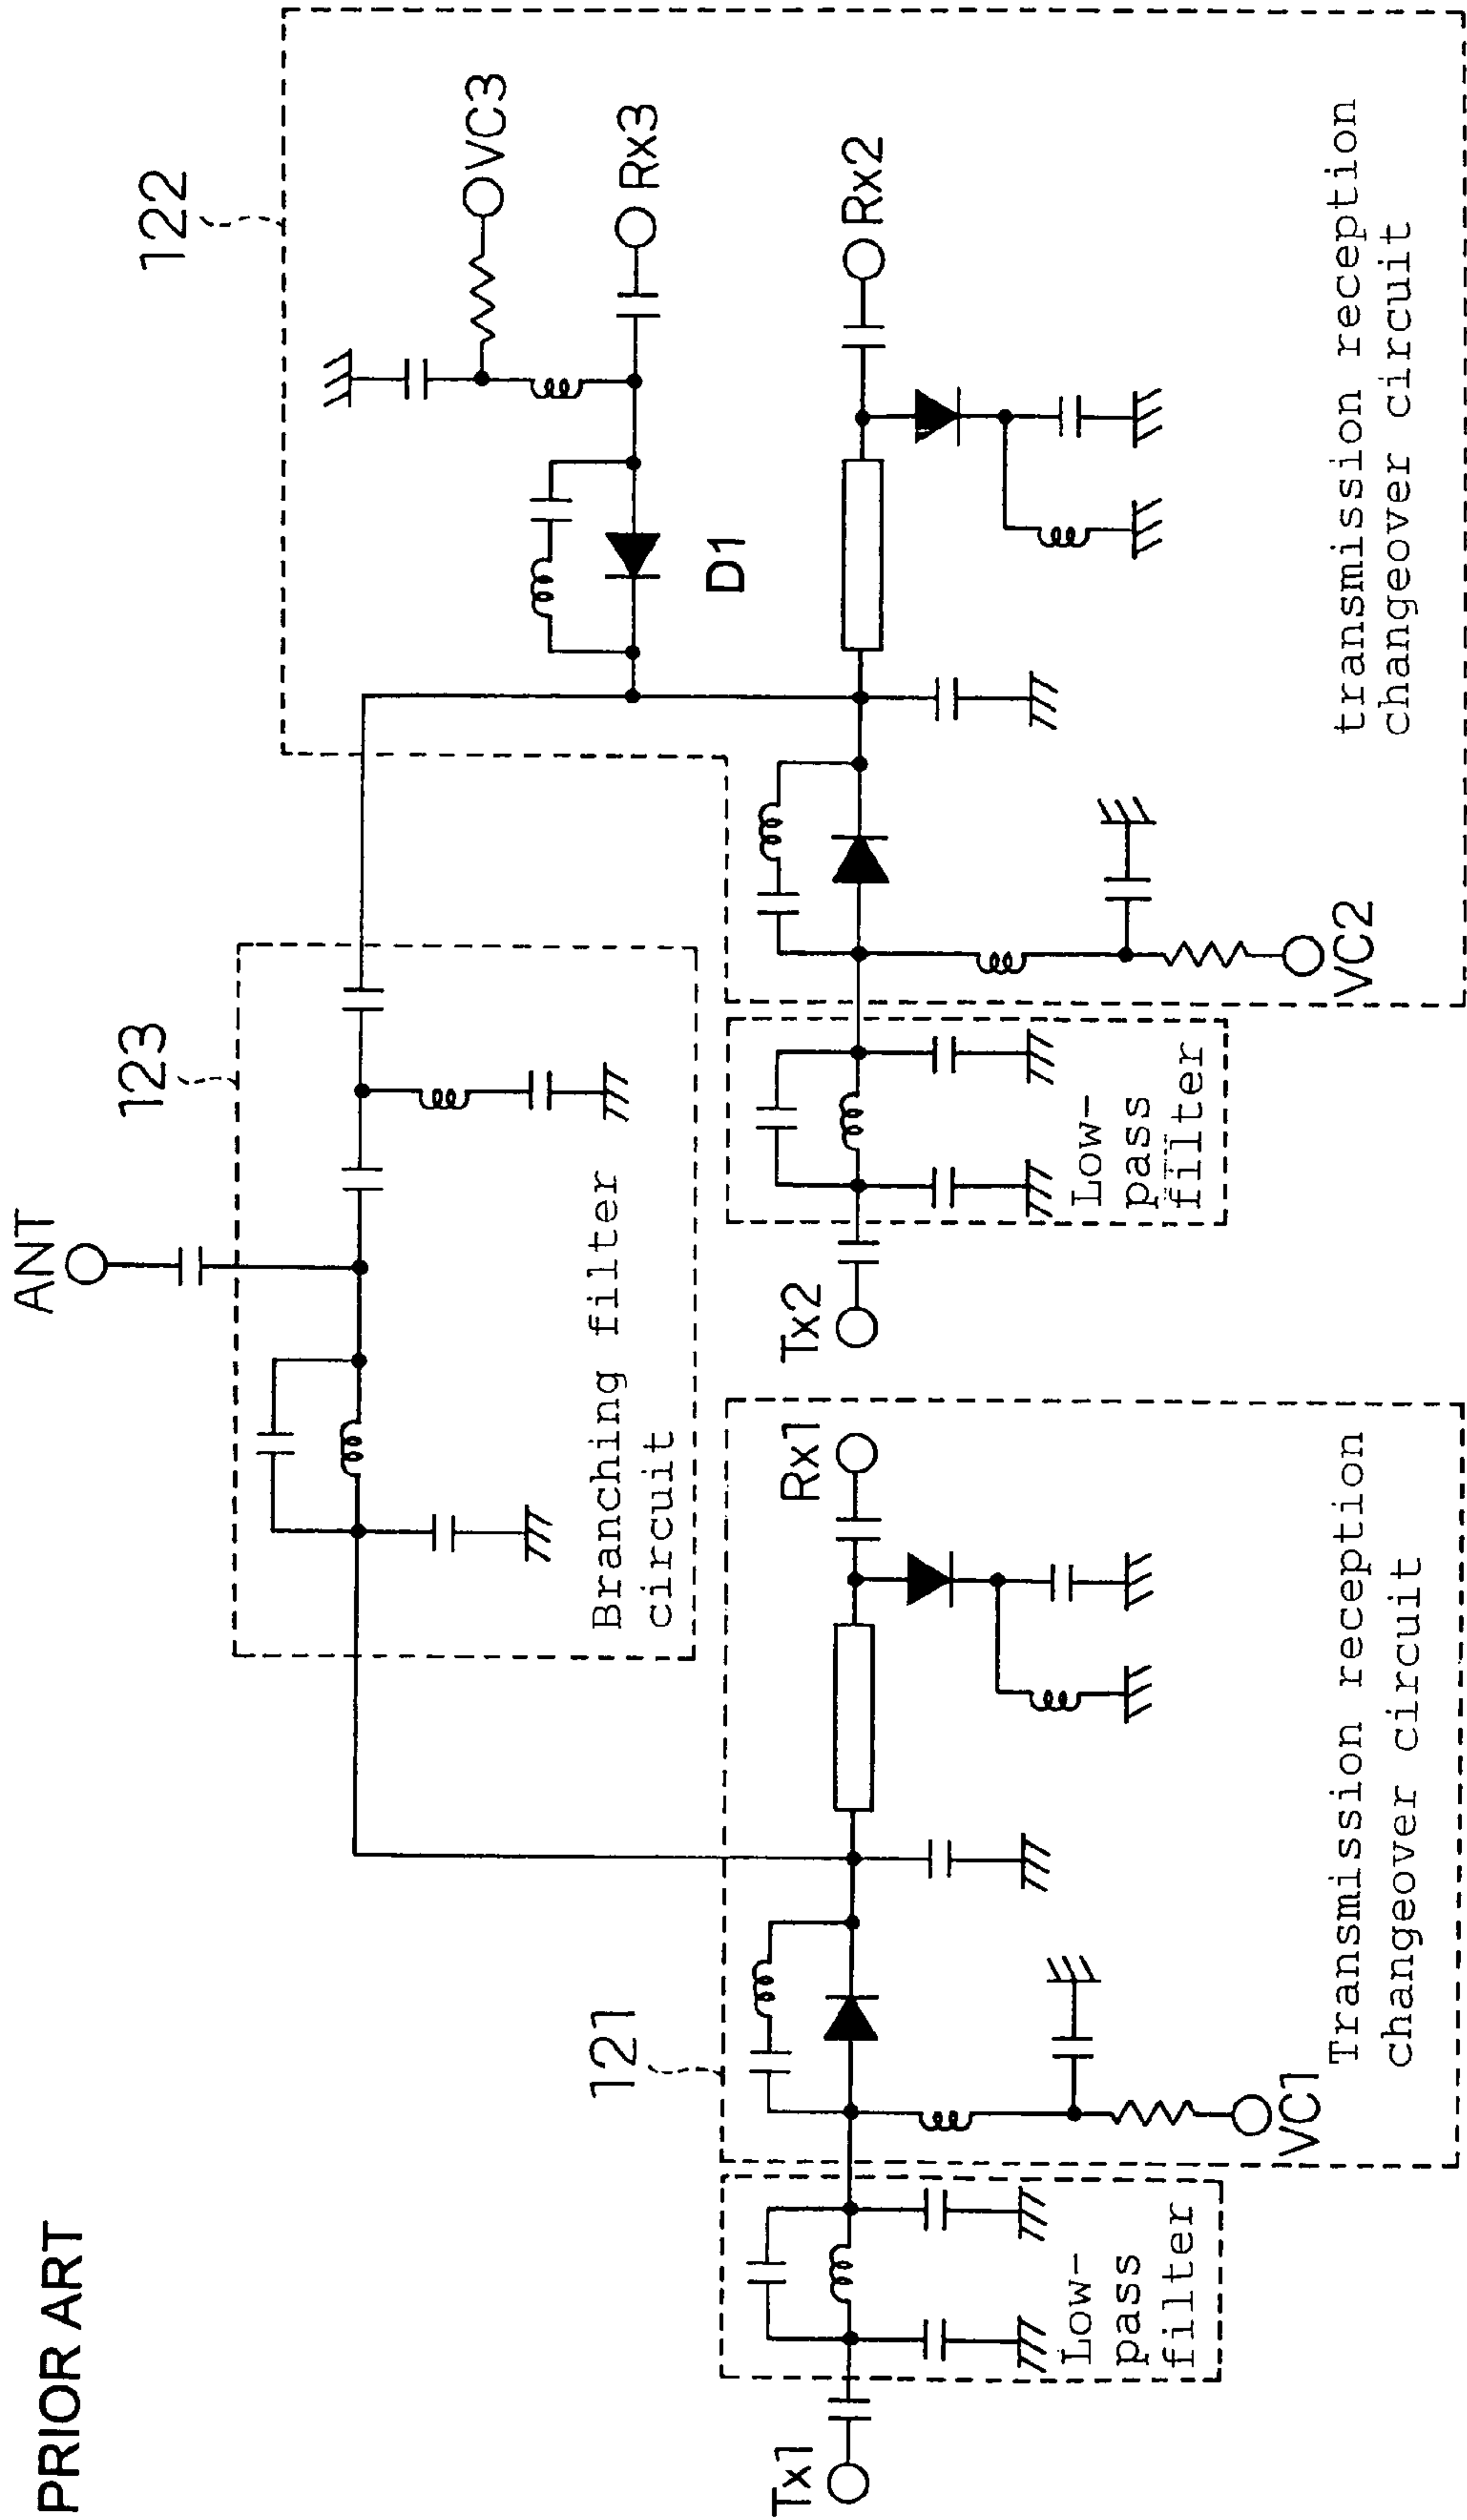 PRIOR ART
ANT
123
122
VC3
Rx3
D1
Rx2
Branching filter
circuit
121
Tx1
Low-
pass
filter
VC1
Rx1
Transmission reception
changeover circuit
Tx2
Low-
pass
filter
VC2
transmission reception
changeover circuit